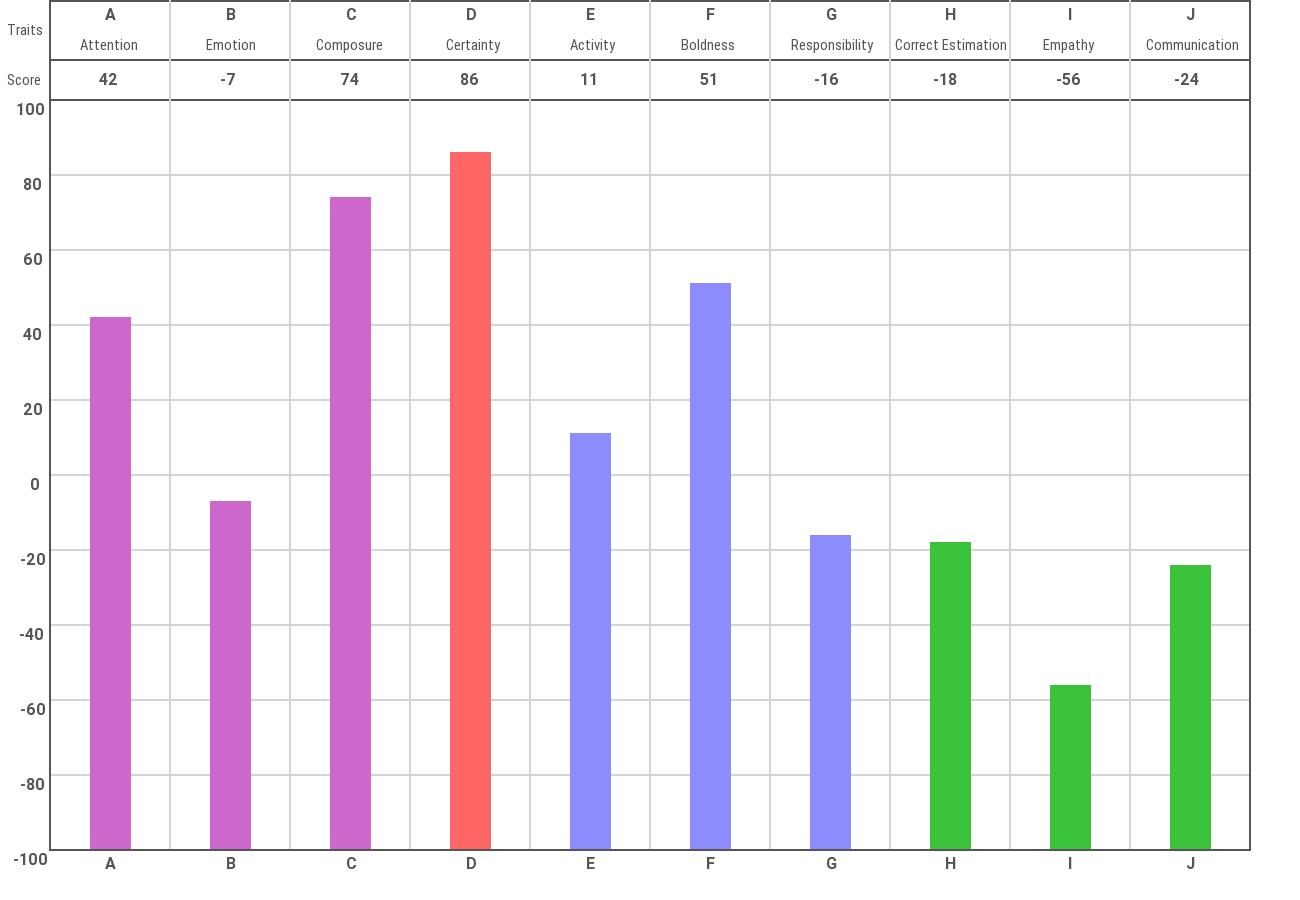 Traits
A B C D E F G H I J
Attention Emotion Composure Certainty Activity Boldness Responsibility Correct Estimation Empathy Communication
Score 42 -7 74 86 11 51 -16 -18 -56 -24
100
80
60
40
20
0
-20
-40
-60
-80
-100
A B C D E F G H I J